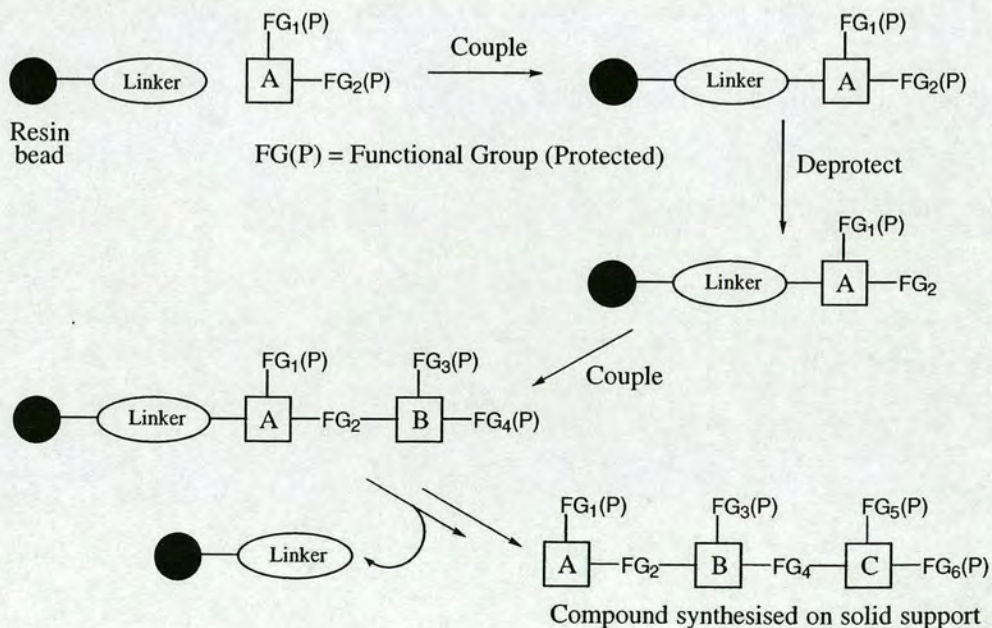 FG₁(P)
Linker
A
FG₂(P)
Couple
Resin
bead
FG₁(P)
Linker
A
FG₂(P)
FG(P) = Functional Group (Protected)
Deprotect
FG₁(P)
Linker
A
FG₂
Couple
FG₁(P)
FG₃(P)
Linker
A
FG₂
B
FG₄(P)
Linker
FG₁(P)
FG₃(P)
FG₅(P)
A
FG₂
B
FG₄
C
FG₆(P)
Compound synthesised on solid support